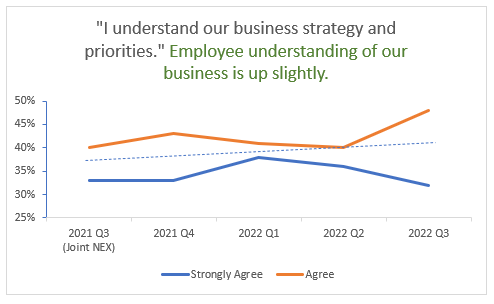 "I understand our business strategy and
priorities." Employee understanding of our
business is up slightly.
50%
45%
40%
35%
30%
25%
2021 Q3 2021 Q4 2022 Q1 2022 Q2 2022 Q3
(Joint NEX)
Strongly Agree Agree